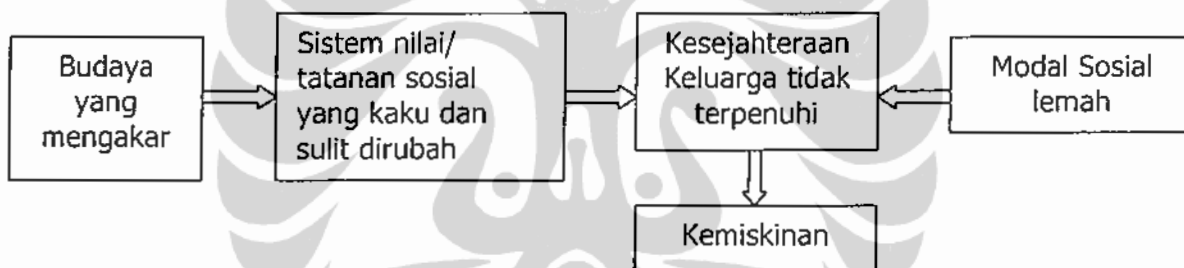 Budaya
yang
mengakar
Sistem nilai/
tatanan sosial
yang kaku dan
sulit dirubah
Kesejahteraan
Keluarga tidak
terpenuhi
Modal Sosial
lemah
Kemiskinan